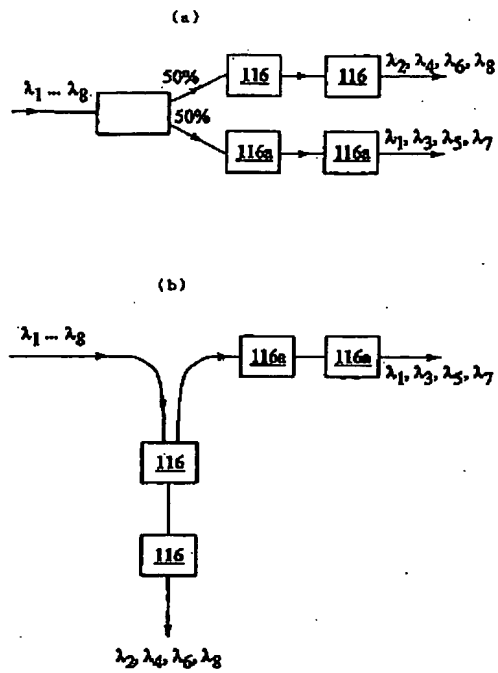 (a)
λ1 ... λ8
50%
50%
116
116
λ2, λ4, λ6, λ8
116a
116a
λ1, λ3, λ5, λ7
(b)
λ1 ... λ8
116a
116a
λ1, λ3, λ5, λ7
116
116
λ2, λ4, λ6, λ8